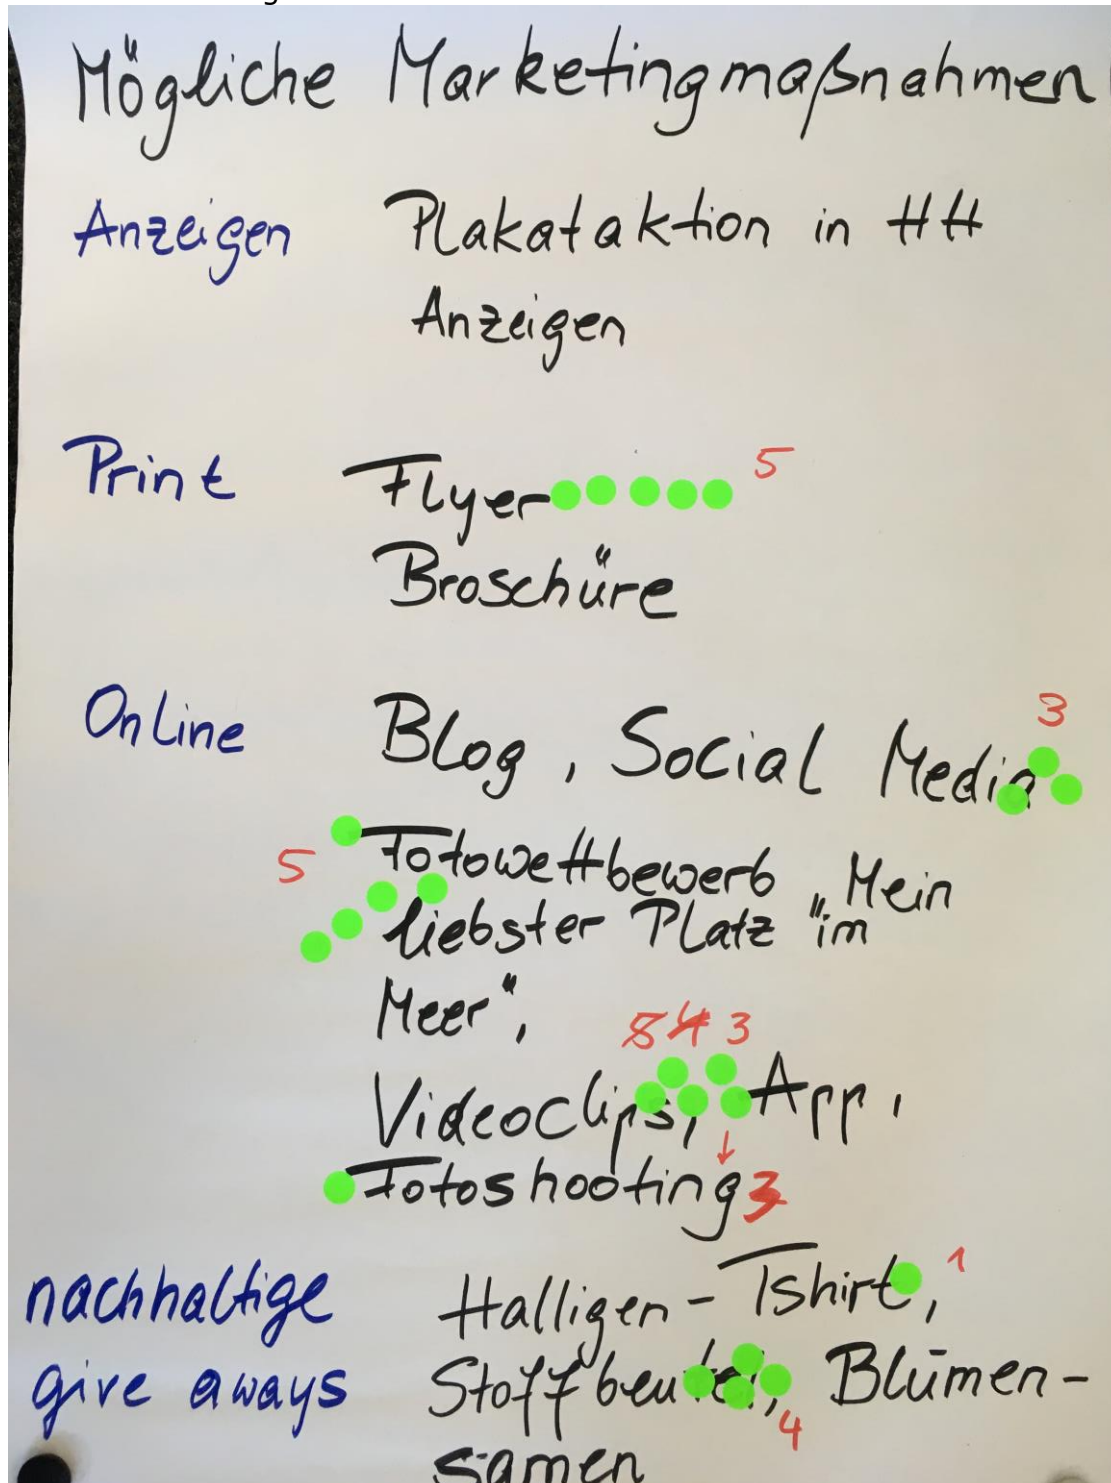 Mögliche Marketingmaßnahmen
Anzeigen Plakataktion in HH
Anzeigen
Print Flyer 5
Broschüre
Online Blog, Social Media 3
5 Fotowettbewerb „Mein
liebster Platz "im
Meer",
5 4 3
Videoclips, App,
Fotoshooting 3
nachhaltige Halligen-Tshirt, 1
give aways Stoffbeutel, Blumen-
4
samen